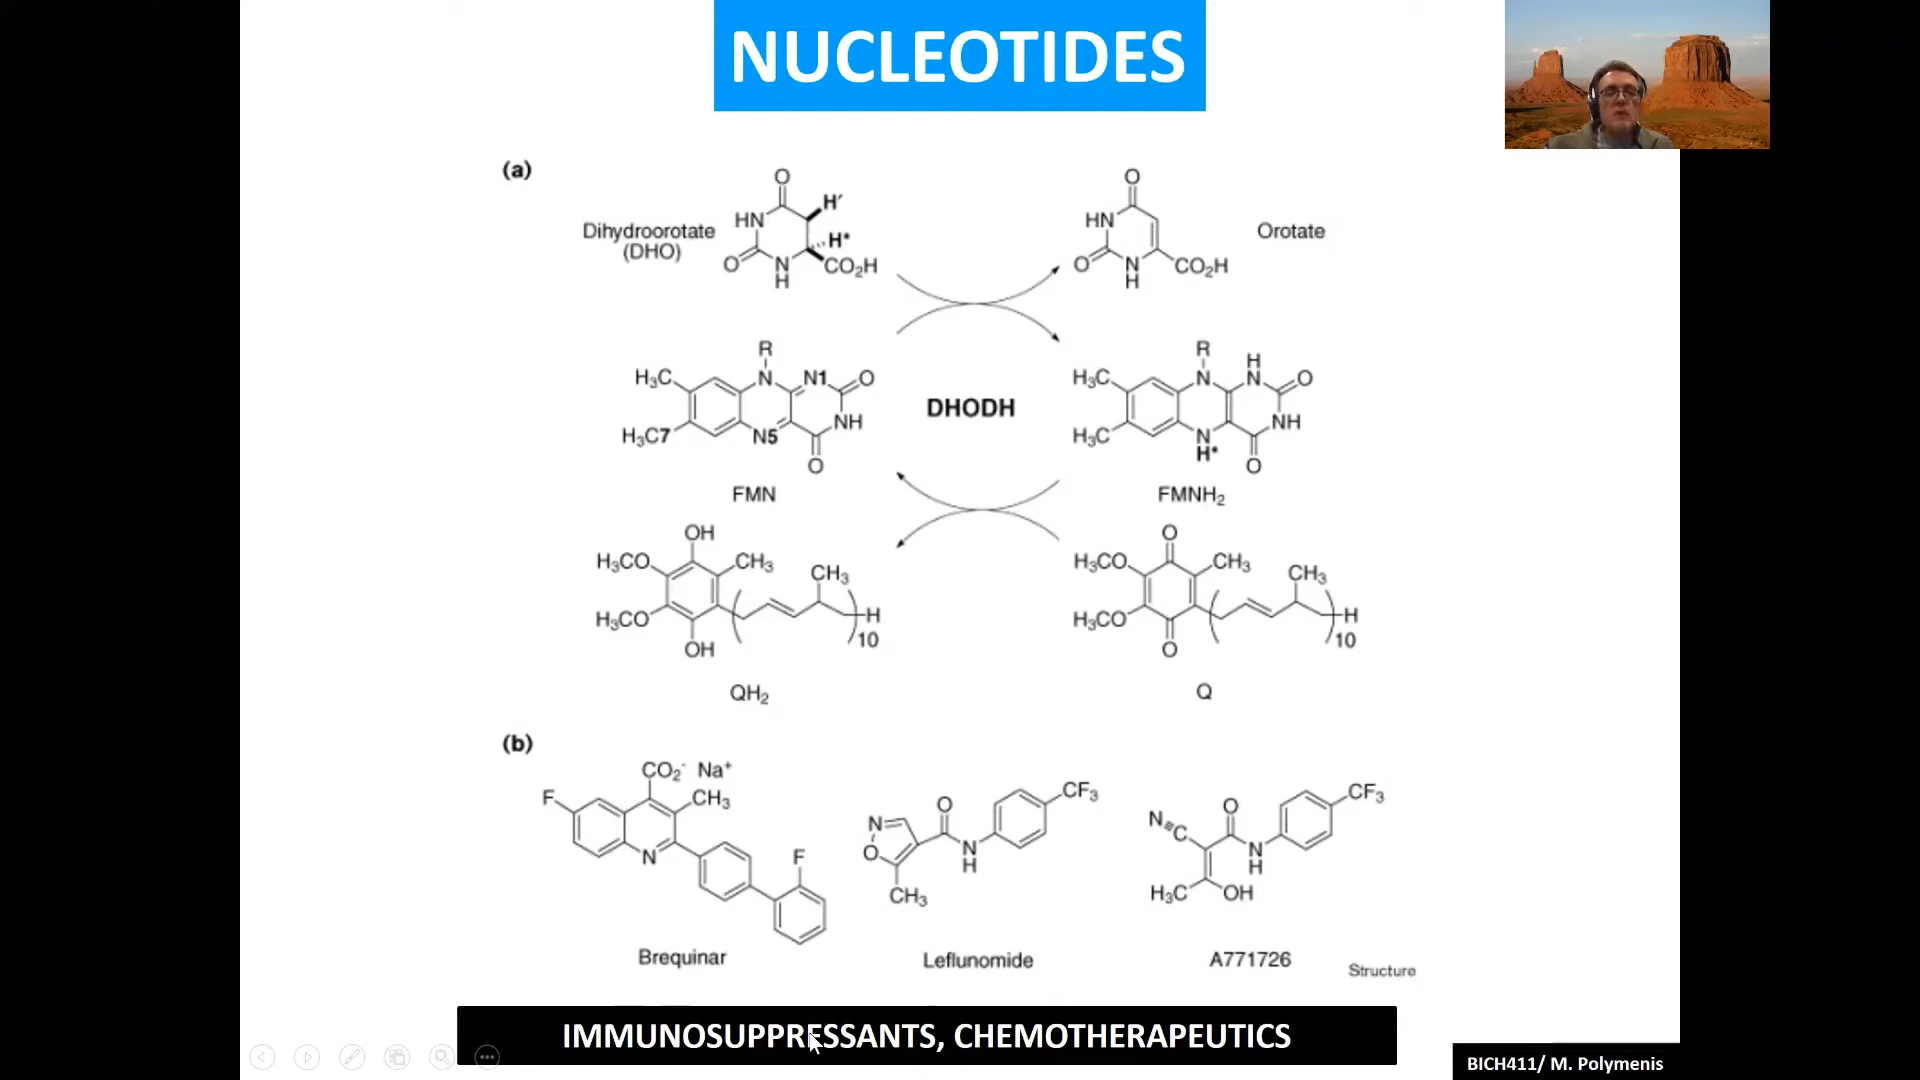 NUCLEOTIDES
(a)
Dihydroorotate
(DHO)
O
HN
H′
H*
O
N
H
CO₂H
O
HN
O
N
H
CO₂H
Orotate
R
H₃C
N
N1
O
H₃C7
N5
NH
O
FMN
DHODH
R
H
H₃C
N
N
O
H₃C
N
H*
NH
O
FMNH₂
OH
H₃CO
CH₃
CH₃
H₃CO
H
10
OH
QH₂
O
H₃CO
CH₃
CH₃
H₃CO
H
10
O
Q
(b)
CO₂⁻ Na⁺
F
CH₃
N
F
Brequinar
O
CF₃
N
O
N
H
CH₃
Leflunomide
O
CF₃
N≡C
N
H
H₃C
OH
A771726
Structure
IMMUNOSUPPRESSANTS, CHEMOTHERAPEUTICS
BICH411/ M. Polymenis